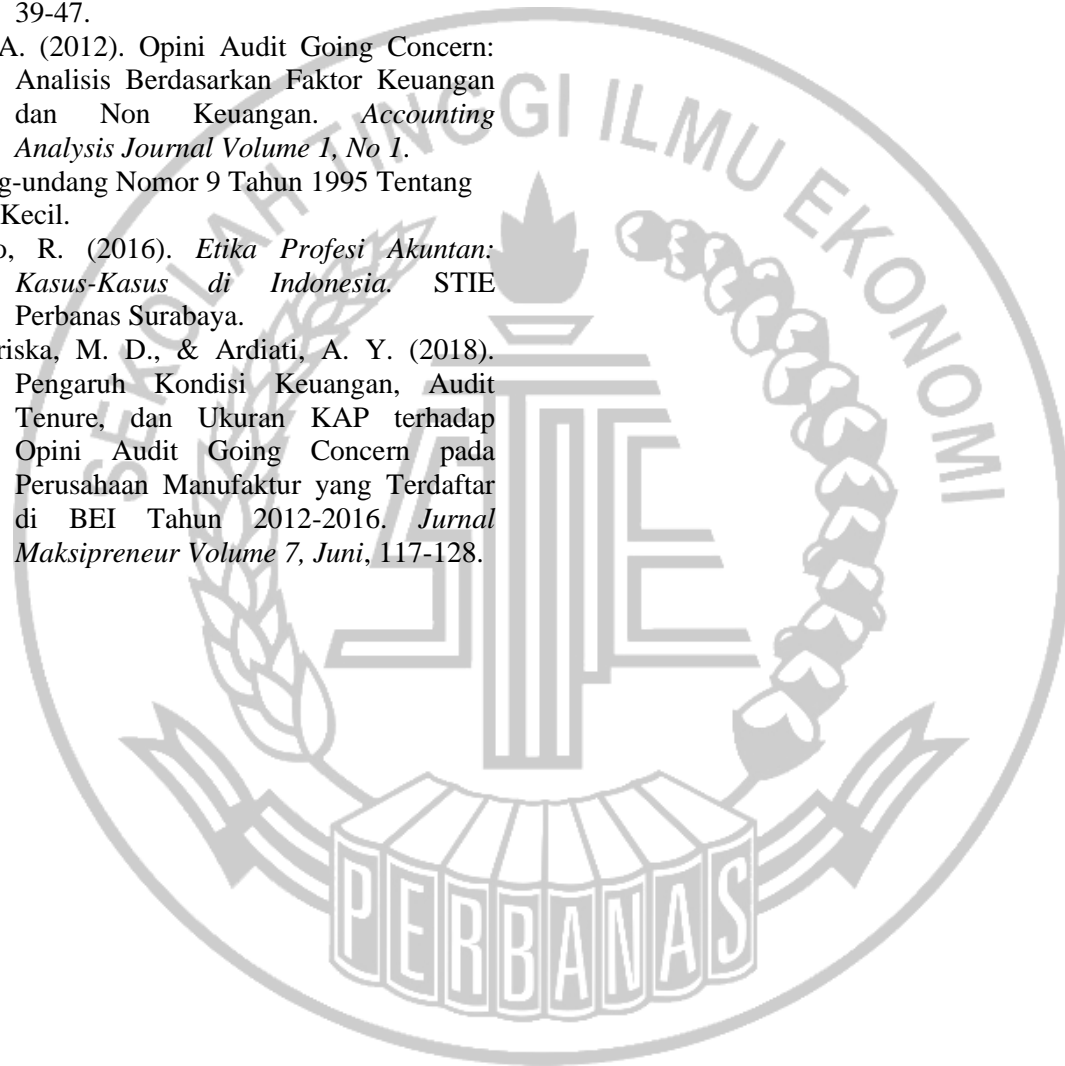 39-47.
A. (2012). Opini Audit Going Concern:
Analisis Berdasarkan Faktor Keuangan
dan Non Keuangan. Accounting
Analysis Journal Volume 1, No 1.
g-undang Nomor 9 Tahun 1995 Tentang
Kecil.
o, R. (2016). Etika Profesi Akuntan:
Kasus-Kasus di Indonesia. STIE
Perbanas Surabaya.
riska, M. D., & Ardiati, A. Y. (2018).
Pengaruh Kondisi Keuangan, Audit
Tenure, dan Ukuran KAP terhadap
Opini Audit Going Concern pada
Perusahaan Manufaktur yang Terdaftar
di BEI Tahun 2012-2016. Jurnal
Maksipreneur Volume 7, Juni, 117-128.
SEKOLAH TINGGI ILMU EKONOMI
STIE
PERBANAS